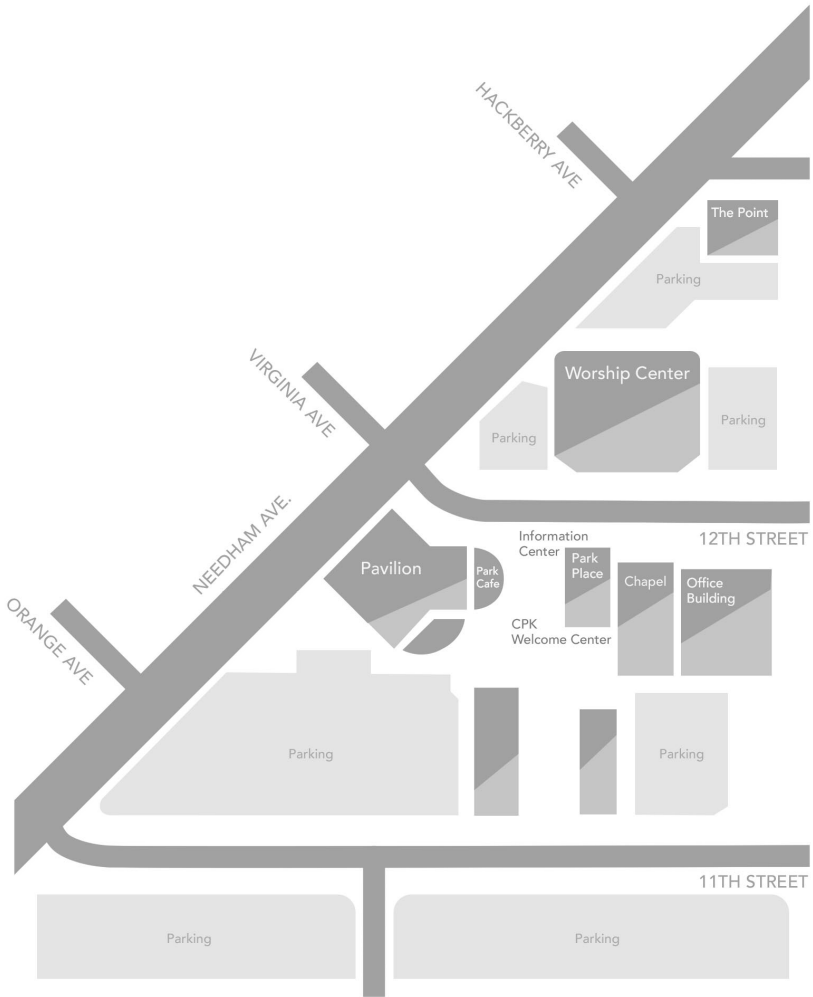 HACKBERRY AVE
The Point
Parking
VIRGINIA AVE
Worship Center
Parking
Parking
NEEDHAM AVE.
12TH STREET
Information
Center
Park
Place
Pavilion
Park
Cafe
Chapel
Office
Building
ORANGE AVE
CPK
Welcome Center
Parking
Parking
11TH STREET
Parking
Parking